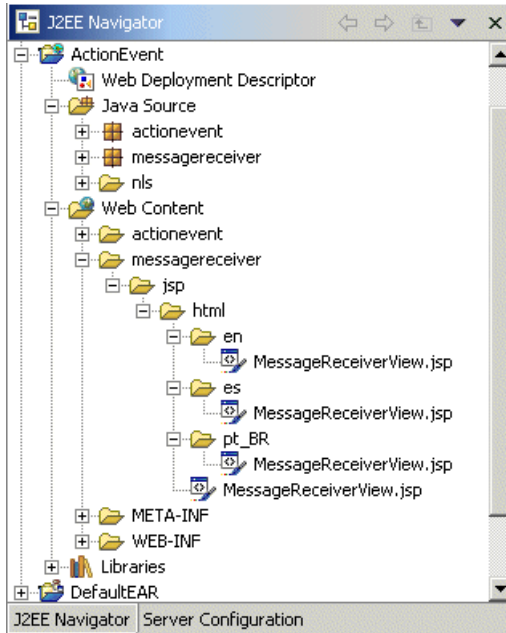 J2EE Navigator
ActionEvent
Web Deployment Descriptor
Java Source
actionevent
messagereceiver
nls
Web Content
actionevent
messagereceiver
jsp
html
en
MessageReceiverView.jsp
es
MessageReceiverView.jsp
pt_BR
MessageReceiverView.jsp
MessageReceiverView.jsp
META-INF
WEB-INF
Libraries
DefaultEAR
J2EE Navigator Server Configuration